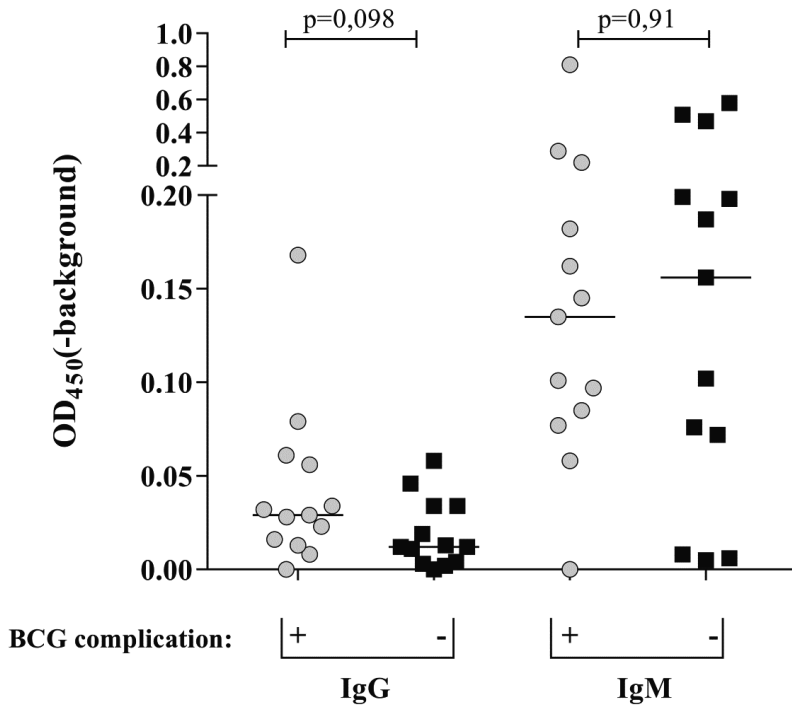 p=0,098
p=0,91
1.0
0.8
0.6
0.4
0.2
0.20
0.15
0.10
0.05
0.00
OD450(-background)
BCG complication: + - + -
IgG IgM